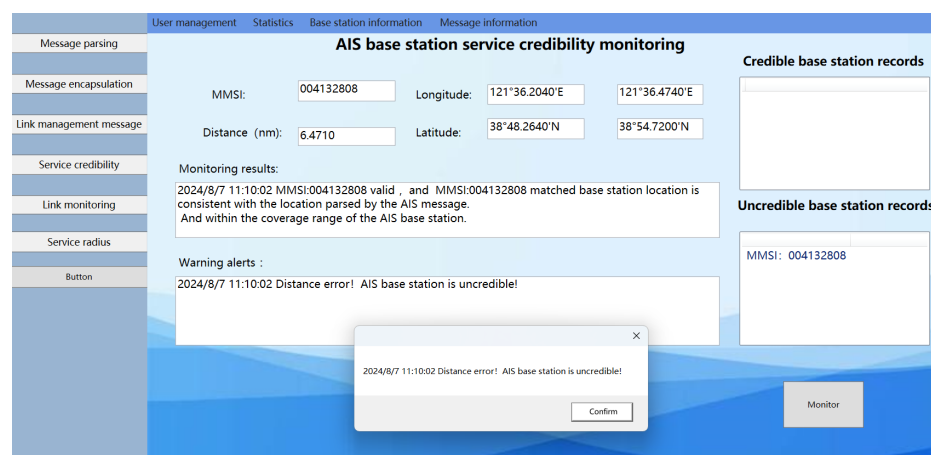 User management Statistics Base station information Message information
Message parsing
Message encapsulation
Link management message
Service credibility
Link monitoring
Service radius
Button
AIS base station service credibility monitoring
MMSI: 004132808 Longitude: 121°36.2040'E 121°36.4740'E
Distance (nm): 6.4710 Latitude: 38°48.2640'N 38°54.7200'N
Monitoring results:
2024/8/7 11:10:02 MMSI:004132808 valid , and MMSI:004132808 matched base station location is
consistent with the location parsed by the AIS message.
And within the coverage range of the AIS base station.
Warning alerts :
2024/8/7 11:10:02 Distance error! AIS base station is uncredible!
Credible base station records
Uncredible base station records
MMSI: 004132808
2024/8/7 11:10:02 Distance error! AIS base station is uncredible!
Confirm
Monitor